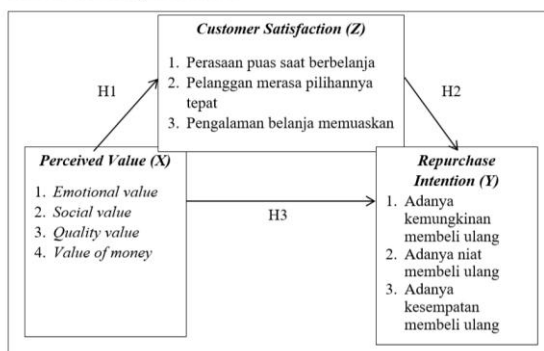 Customer Satisfaction (Z)
1. Perasaan puas saat berbelanja
2. Pelanggan merasa pilihannya
tepat
3. Pengalaman belanja memuaskan
H1
H2
Perceived Value (X)
1. Emotional value
2. Social value
3. Quality value
4. Value of money
H3
Repurchase
Intention (Y)
1. Adanya
kemungkinan
membeli ulang
2. Adanya niat
membeli ulang
3. Adanya
kesempatan
membeli ulang